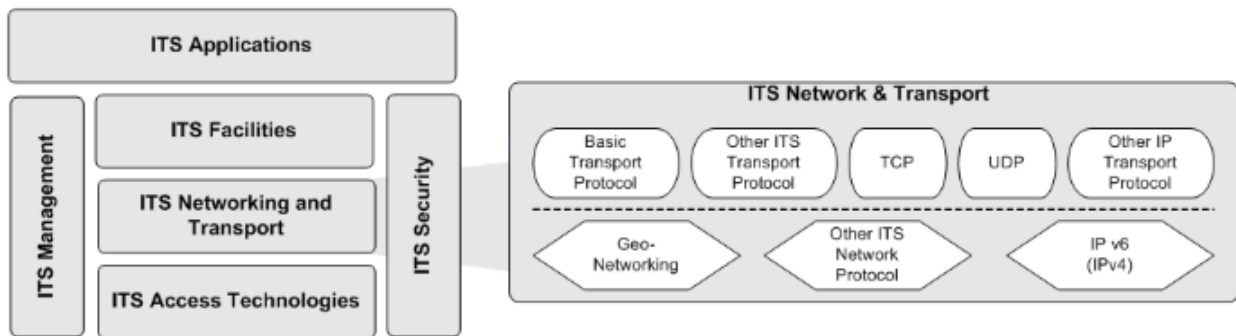 ITS Applications
ITS Management
ITS Facilities
ITS Networking and
Transport
ITS Access Technologies
ITS Security
ITS Network & Transport
Basic
Transport
Protocol
Other ITS
Transport
Protocol
TCP
UDP
Other IP
Transport
Protocol
Geo-
Networking
Other ITS
Network
Protocol
IP v6
(IPv4)